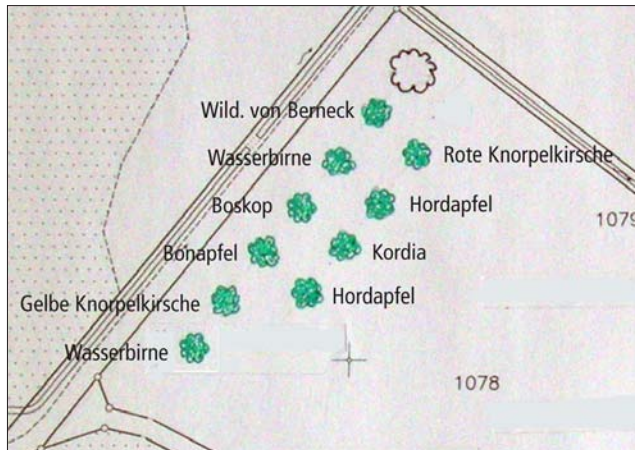 Wild. von Berneck
Wasserbirne
Rote Knorpelkirsche
Boskop
Hordapfel
1079
Bonapfel
Kordia
Gelbe Knorpelkirsche
Hordapfel
Wasserbirne
1078